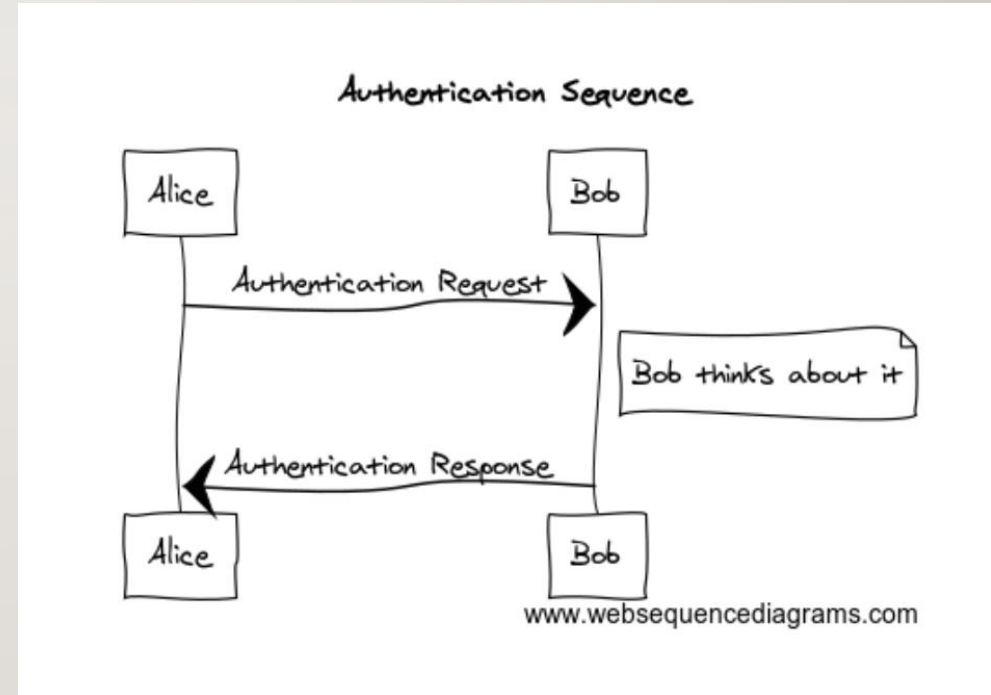 Authentication Sequence
Alice
Bob
Authentication Request
Bob thinks about it
Authentication Response
Alice
Bob
www.websequencediagrams.com